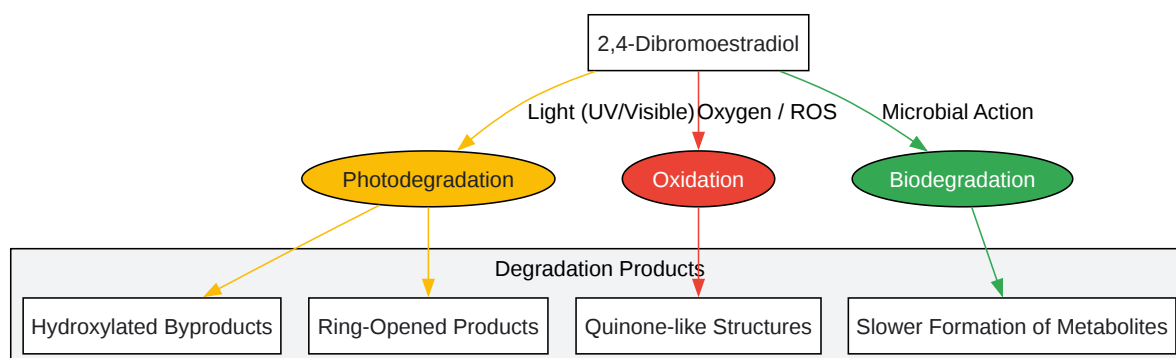 2,4-Dibromoestradiol
Light (UV/Visible)
Oxygen / ROS
Microbial Action
Photodegradation
Oxidation
Biodegradation
Degradation Products
Hydroxylated Byproducts
Ring-Opened Products
Quinone-like Structures
Slower Formation of Metabolites